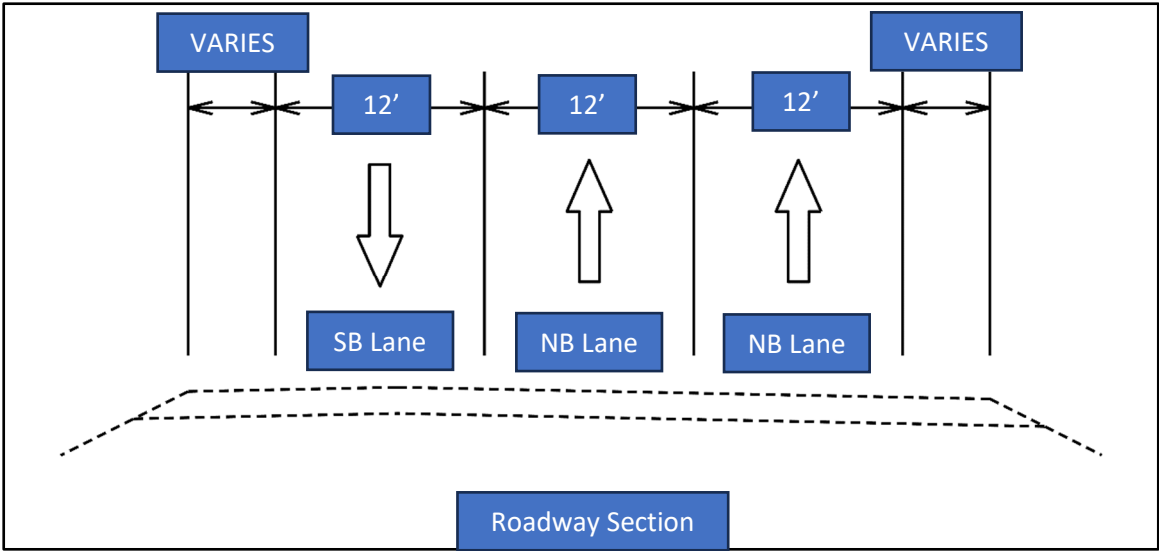 VARIES
VARIES
12’
12’
12’
SB Lane
NB Lane
NB Lane
Roadway Section